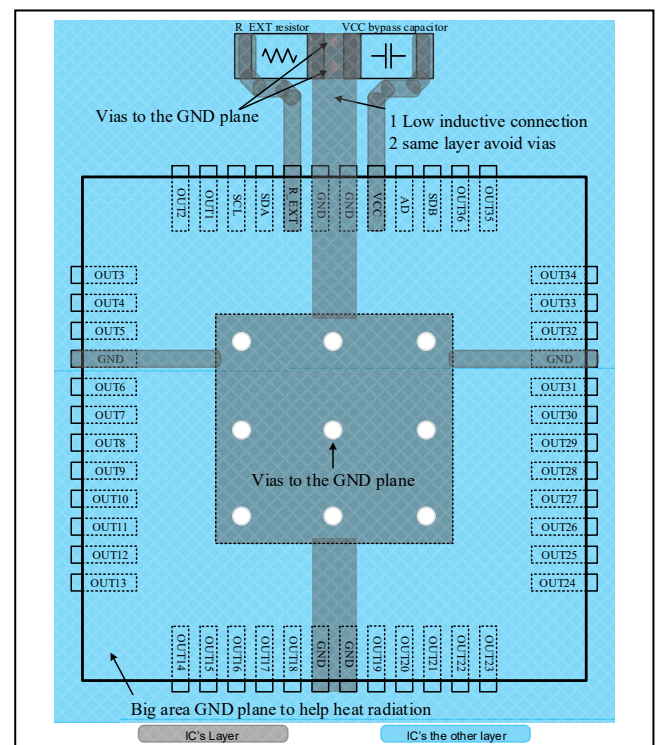 R_EXT resistor
VCC bypass capacitor
Vias to the GND plane
1 Low inductive connection
2 same layer avoid vias
OUT2
OUT1
SCL
SDA
R_EXT
GND
GND
VCC
AD
SDB
OUT36
OUT35
OUT3
OUT34
OUT4
OUT33
OUT5
OUT32
GND
GND
OUT6
OUT31
OUT7
OUT30
OUT8
OUT29
OUT9
OUT28
Vias to the GND plane
OUT10
OUT27
OUT11
OUT26
OUT12
OUT25
OUT13
OUT24
OUT14
OUT15
OUT16
OUT17
OUT18
GND
GND
OUT19
OUT20
OUT21
OUT22
OUT23
Big area GND plane to help heat radiation
IC's Layer
IC's the other layer